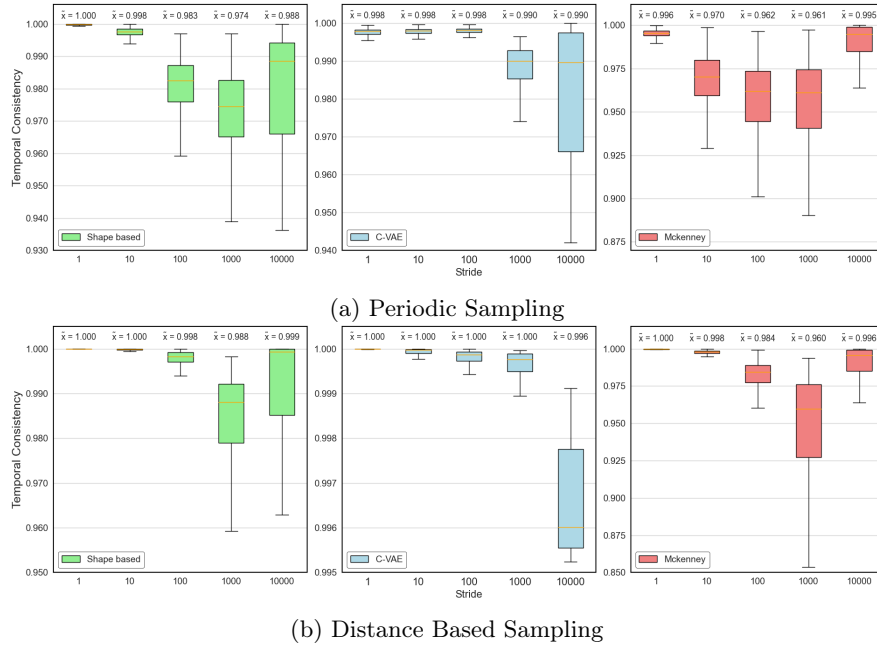 x̃ = 1.000 x̃ = 0.998 x̃ = 0.983 x̃ = 0.974 x̃ = 0.988
1.000
0.990
0.980
0.970
0.960
0.950
0.940
0.930
Temporal Consistency
Shape based
1 10 100 1000 10000
x̃ = 0.998 x̃ = 0.998 x̃ = 0.998 x̃ = 0.990 x̃ = 0.990
1.000
0.990
0.980
0.970
0.960
0.950
0.940
C-VAE
1 10 100 1000 10000
Stride
x̃ = 0.996 x̃ = 0.970 x̃ = 0.962 x̃ = 0.961 x̃ = 0.995
1.000
0.975
0.950
0.925
0.900
0.875
Mckenney
1 10 100 1000 10000
(a) Periodic Sampling
x̃ = 1.000 x̃ = 1.000 x̃ = 0.998 x̃ = 0.988 x̃ = 0.999
1.000
0.990
0.980
0.970
0.960
0.950
Temporal Consistency
Shape based
1 10 100 1000 10000
x̃ = 1.000 x̃ = 1.000 x̃ = 1.000 x̃ = 1.000 x̃ = 0.996
1.000
0.999
0.998
0.997
0.996
0.995
C-VAE
1 10 100 1000 10000
Stride
x̃ = 1.000 x̃ = 0.998 x̃ = 0.984 x̃ = 0.960 x̃ = 0.996
1.000
0.975
0.950
0.925
0.900
0.875
0.850
Mckenney
1 10 100 1000 10000
(b) Distance Based Sampling